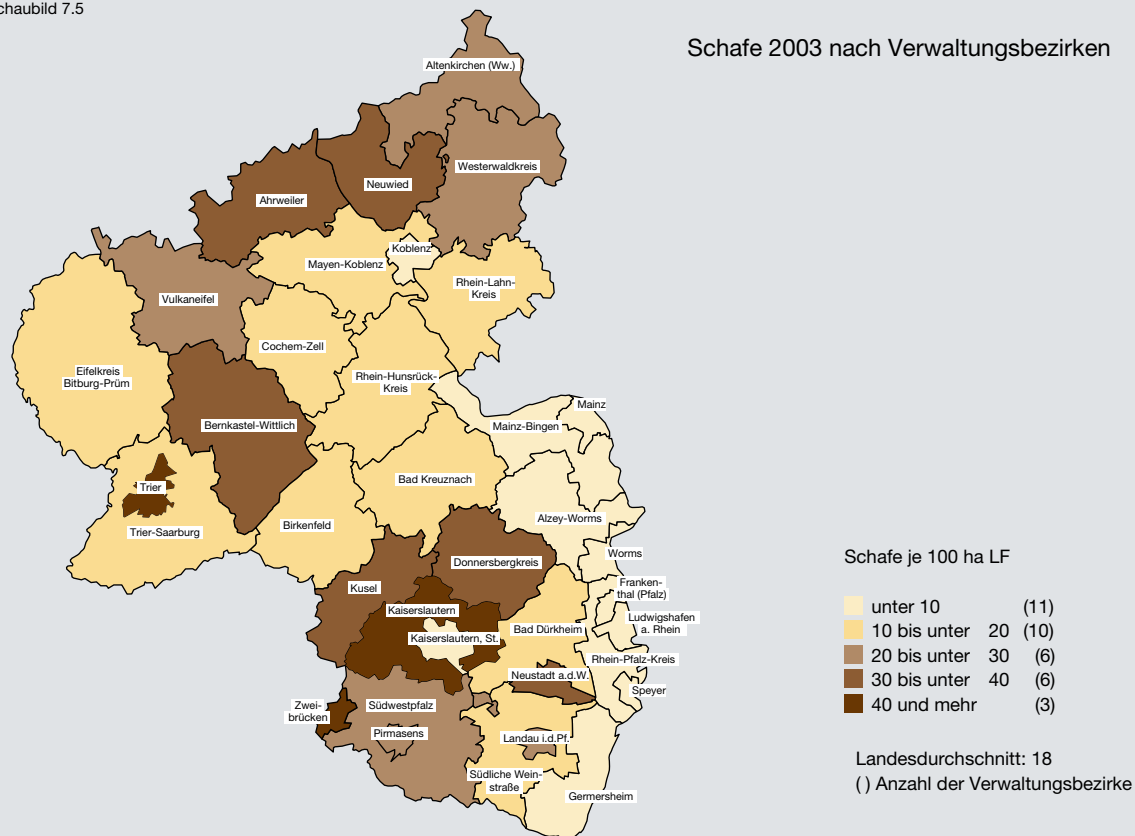 chaubild 7.5
Schafe 2003 nach Verwaltungsbezirken
Altenkirchen (Ww.)
Westerwaldkreis
Neuwied
Ahrweiler
Koblenz
Mayen-Koblenz
Rhein-Lahn-
Kreis
Vulkaneifel
Cochem-Zell
Eifelkreis
Bitburg-Prüm
Rhein-Hunsrück-
Kreis
Mainz
Bernkastel-Wittlich
Mainz-Bingen
Bad Kreuznach
Trier
Alzey-Worms
Birkenfeld
Trier-Saarburg
Worms
Donnersbergkreis
Kusel
Franken-
thal (Pfalz)
Kaiserslautern
Ludwigshafen
a. Rhein
Bad Dürkheim
Kaiserslautern, St.
Rhein-Pfalz-Kreis
Neustadt a.d.W.
Speyer
Zwei-
brücken
Südwestpfalz
Pirmasens
Landau i.d.Pf.
Südliche Wein-
straße
Germersheim
Schafe je 100 ha LF
unter 10 (11)
10 bis unter 20 (10)
20 bis unter 30 (6)
30 bis unter 40 (6)
40 und mehr (3)
Landesdurchschnitt: 18
( ) Anzahl der Verwaltungsbezirke